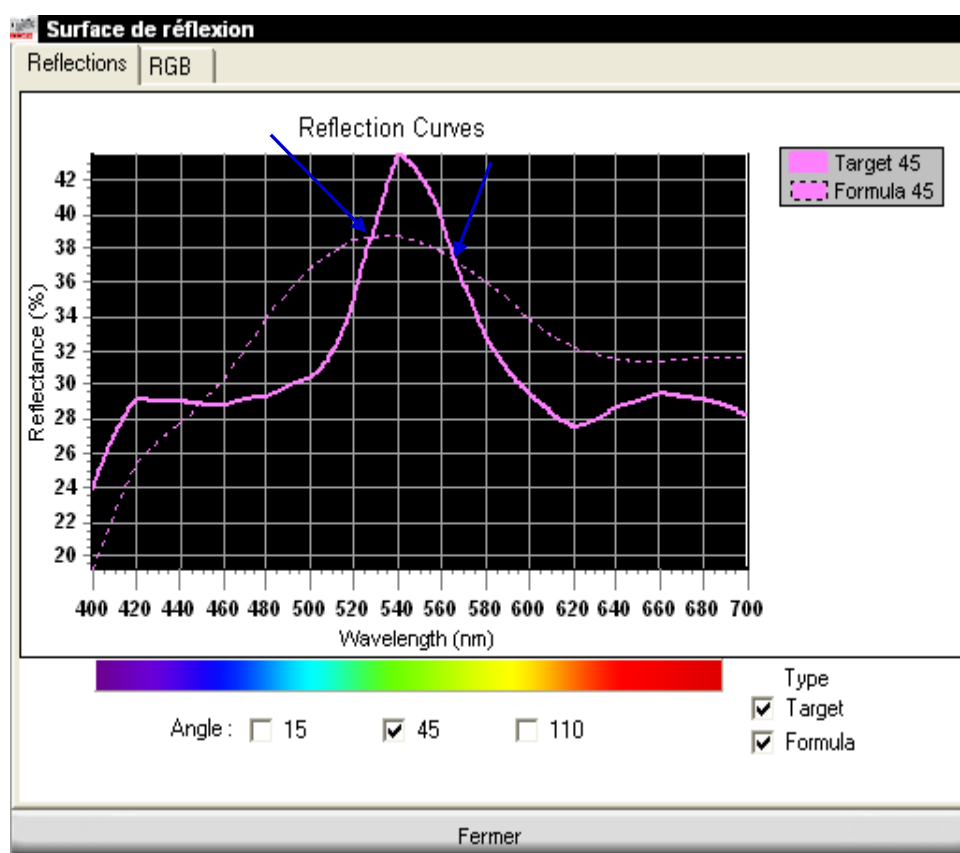 Surface de réflexion
Reflections RGB
Reflection Curves
Target 45
Formula 45
Reflectance (%)
42
40
38
36
34
32
30
28
26
24
22
20
400 420 440 460 480 500 520 540 560 580 600 620 640 660 680 700
Wavelength (nm)
Type
Target
Formula
Angle : 15 45 110
Fermer